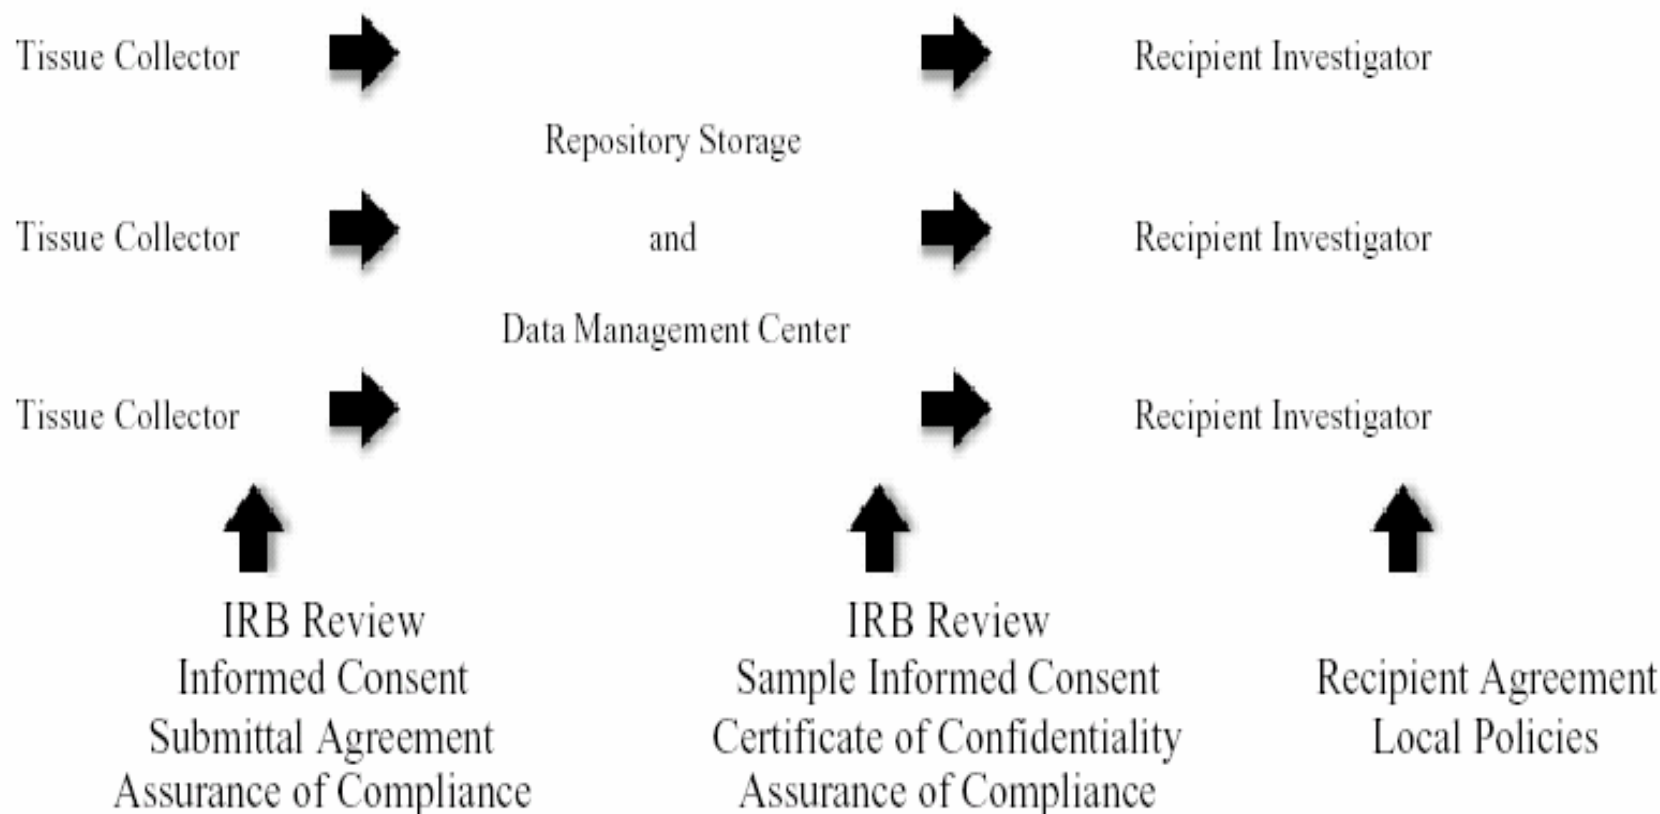 Tissue Collector
Recipient Investigator
Repository Storage
Tissue Collector
and
Recipient Investigator
Data Management Center
Tissue Collector
Recipient Investigator
IRB Review
Informed Consent
Submittal Agreement
Assurance of Compliance
IRB Review
Sample Informed Consent
Certificate of Confidentiality
Assurance of Compliance
Recipient Agreement
Local Policies